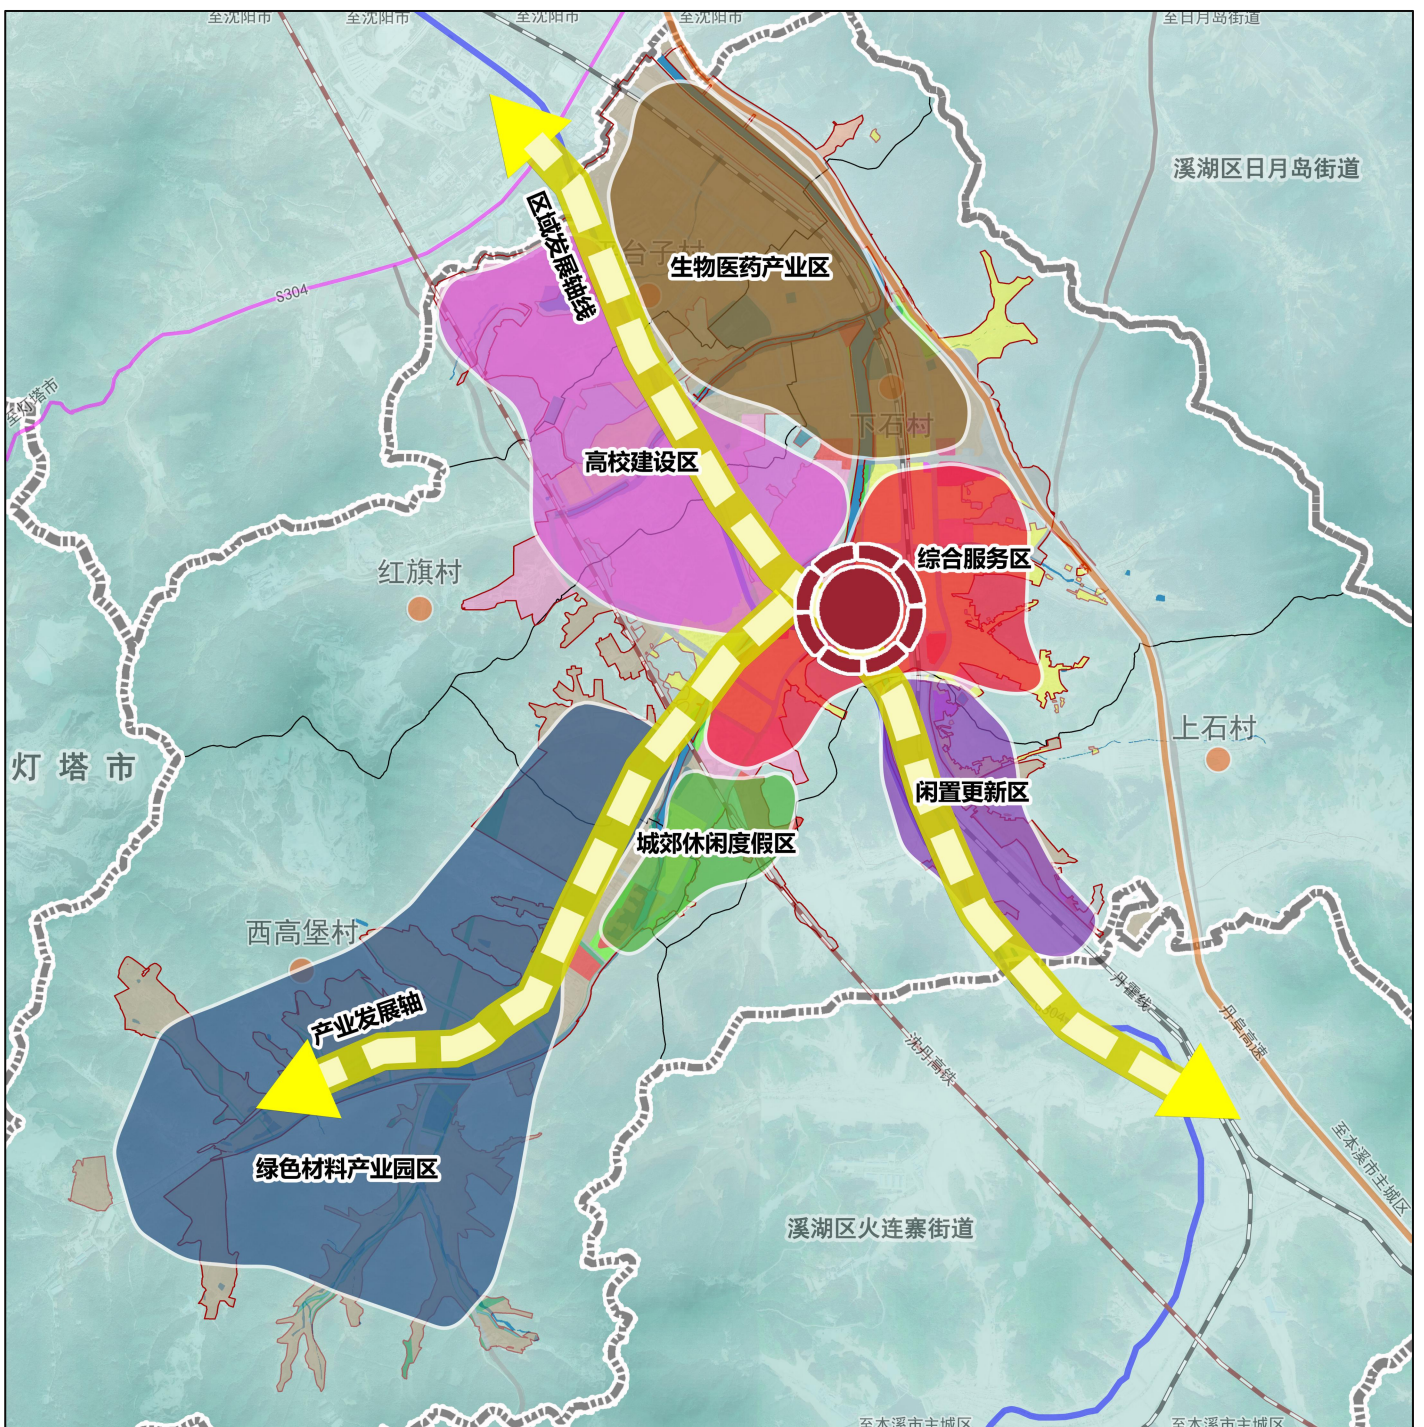 至沈阳市
至沈阳市
至沈阳市
至沈阳市
至日月岛街道
溪湖区日月岛街道
区域发展轴线
台子村
生物医药产业区
S304
至灯塔市
下石村
高校建设区
综合服务区
红旗村
上石村
灯塔市
闲置更新区
城郊休闲度假区
西高堡村
产业发展轴
丹霍线
丹阜高速
沈丹高铁
至本溪市主城区
绿色材料产业园区
溪湖区火连寨街道
至本溪市主城区
至本溪市主城区